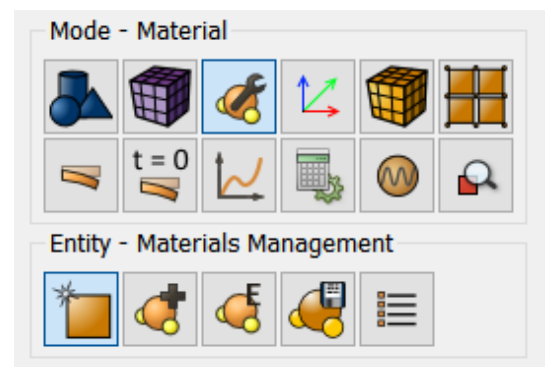 Mode - Material
t = 0
Entity - Materials Management
E